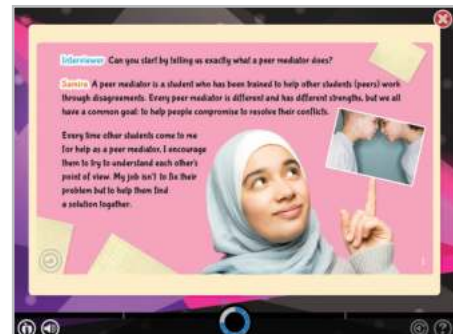 Interviewer Can you start by telling us exactly what a peer mediator does?
Samira A peer mediator is a student who has been trained to help other students (peers) work
through disagreements. Every peer mediator is different and has different strengths, but we all
have a common goal: to help people compromise to resolve their conflicts.
Every time other students come to me
for help as a peer mediator, I encourage
them to try to understand each other's
point of view. My job isn't to fix their
problem but to help them find
a solution together.